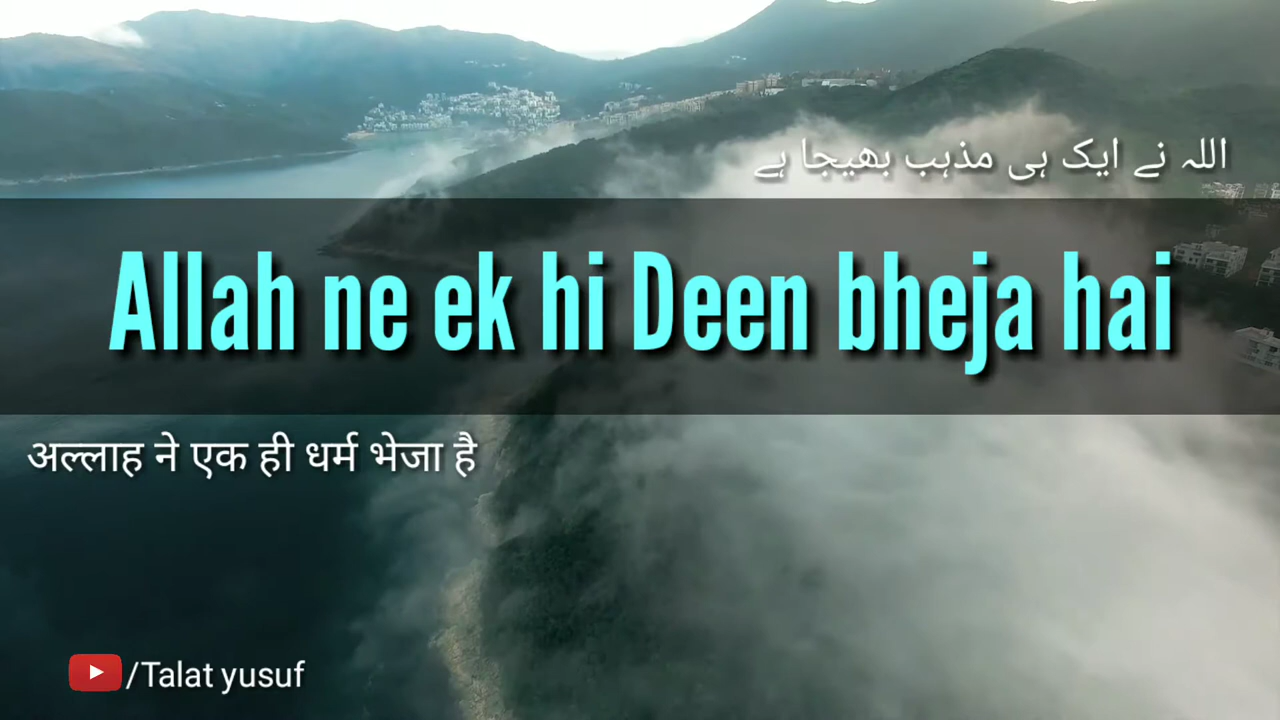 اللہ نے ایک ہی مذہب بھیجا ہے
Allah ne ek hi Deen bheja hai
अल्लाह ने एक ही धर्म भेजा है
/Talat yusuf